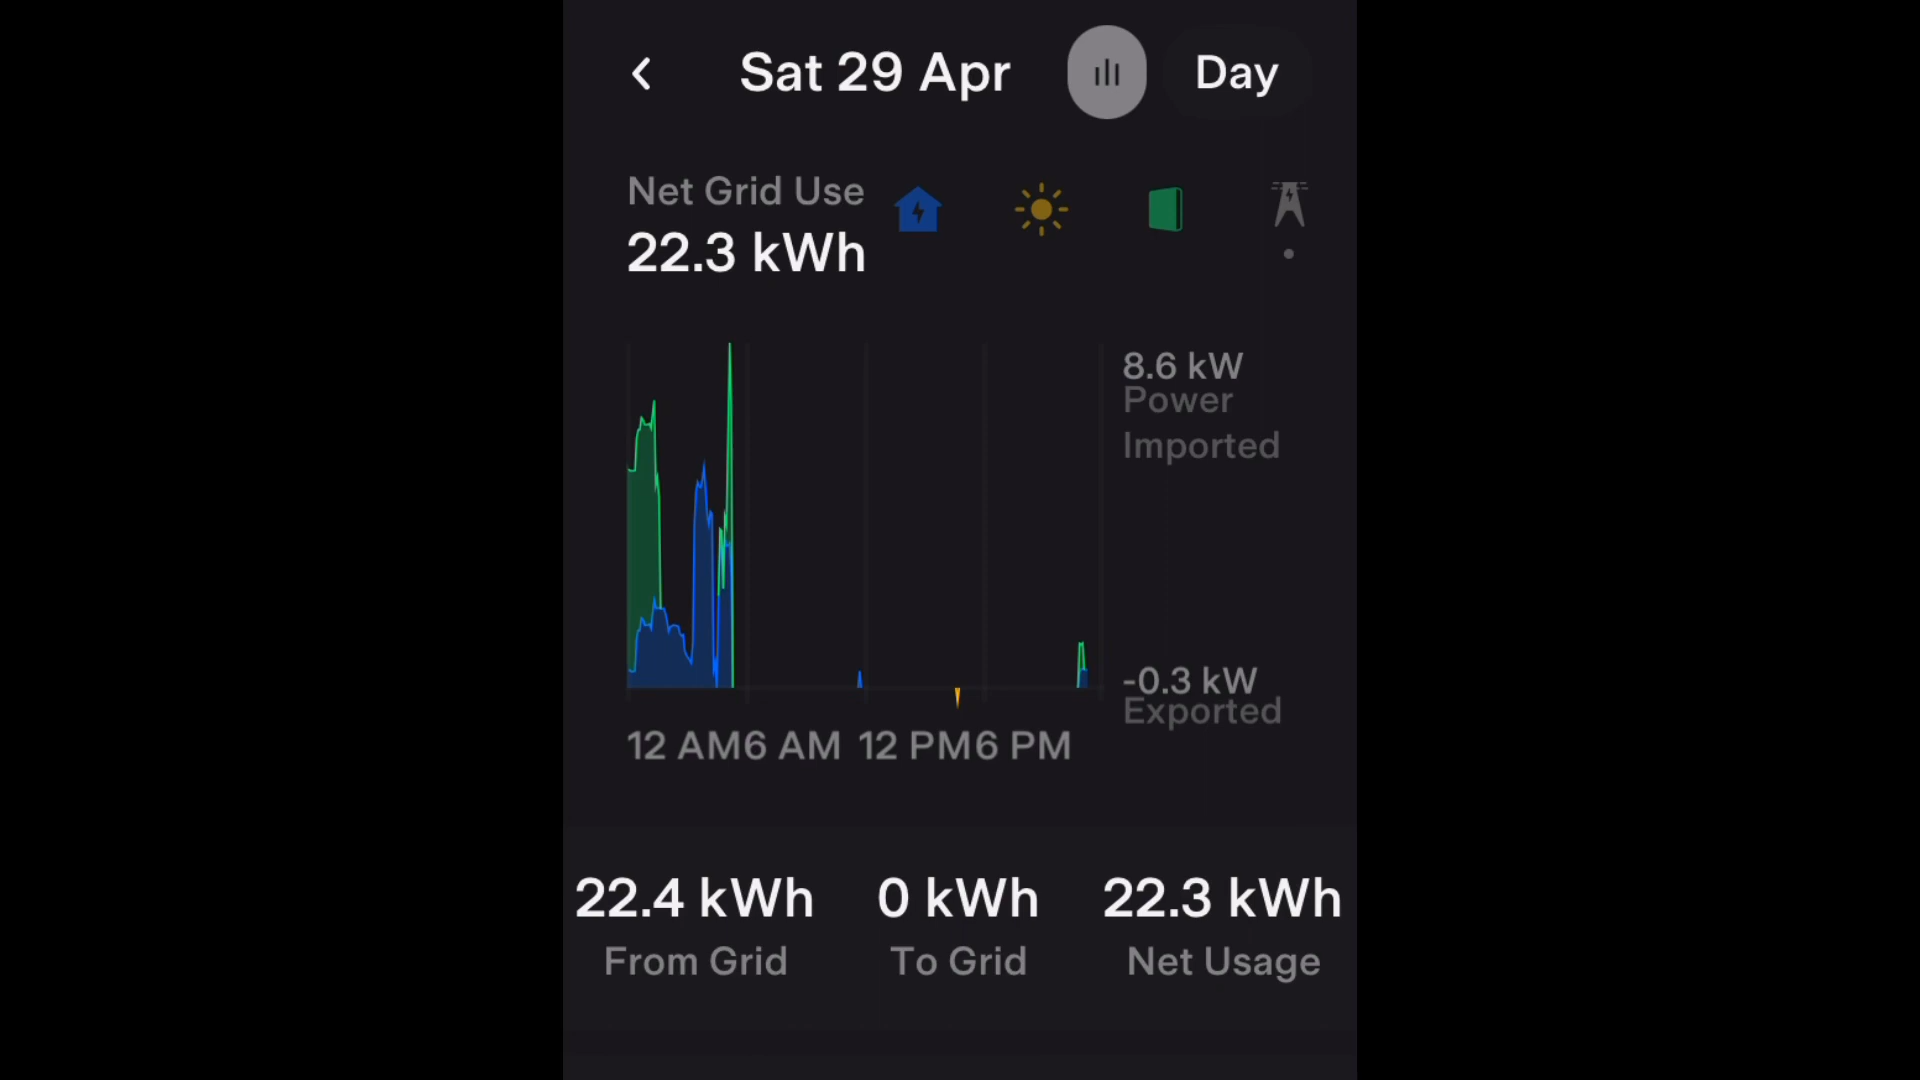 Sat 29 Apr
Day
Net Grid Use
22.3 kWh
8.6 kW
Power
Imported
-0.3 kW
Exported
12 AM 6 AM 12 PM 6 PM
22.4 kWh 0 kWh 22.3 kWh
From Grid To Grid Net Usage